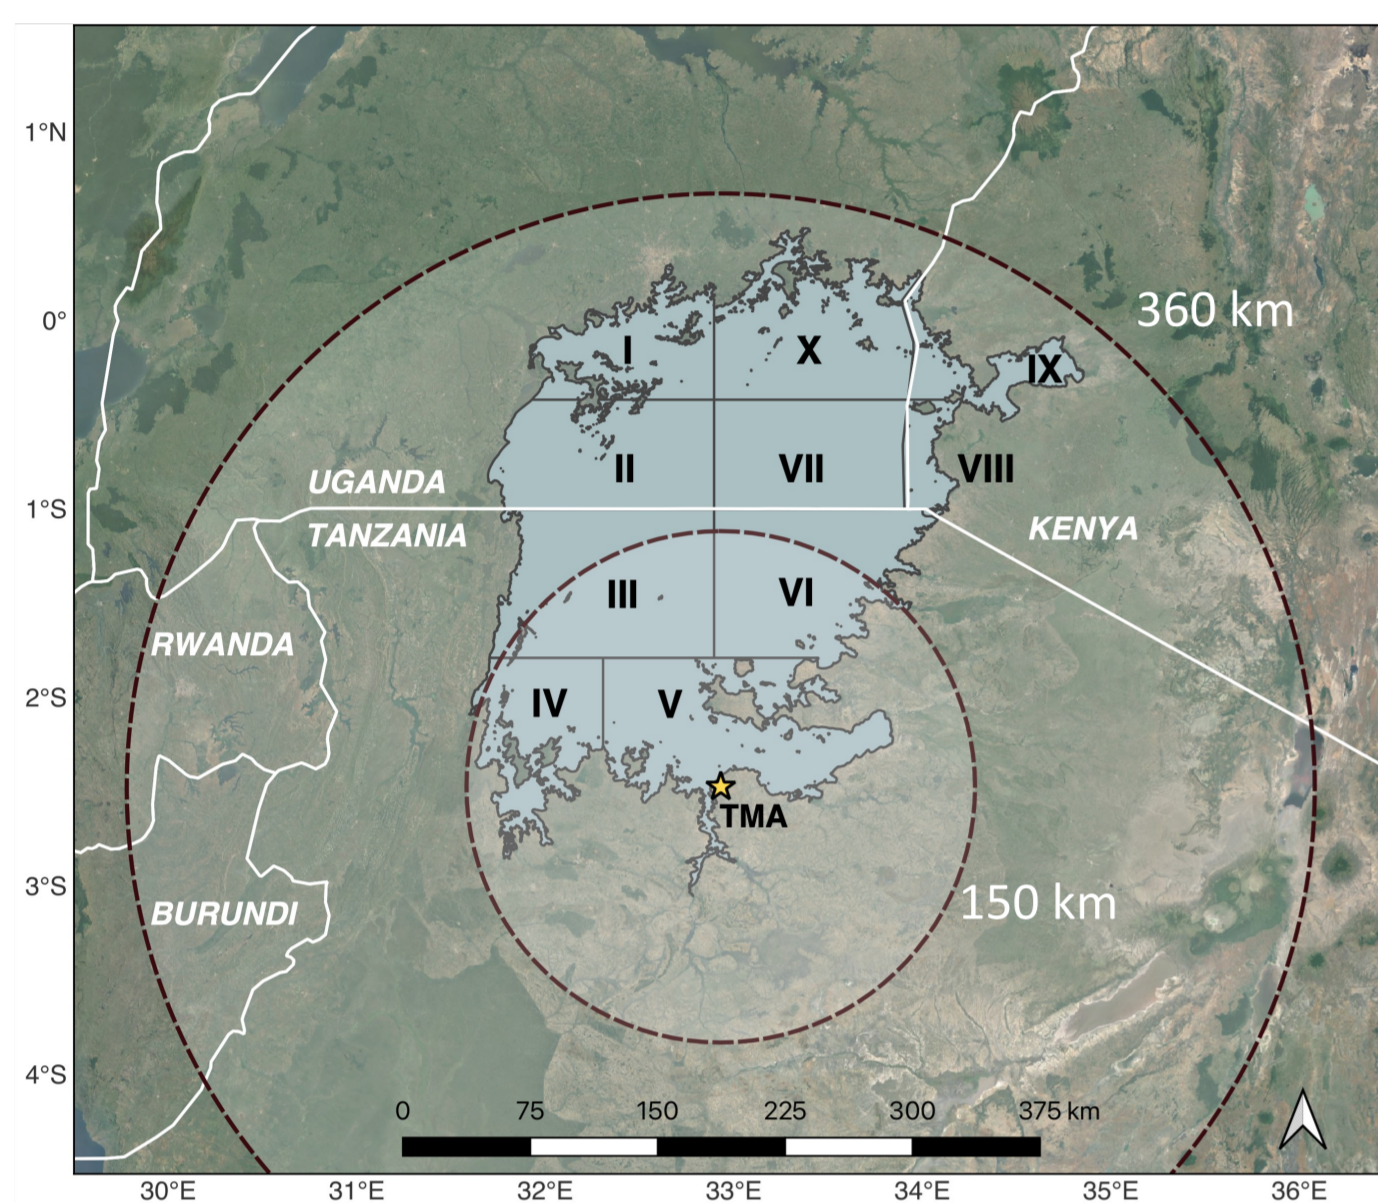 1°N
360 km
0°
I
X
IX
II
VII
VIII
UGANDA
1°S
TANZANIA
KENYA
III
VI
RWANDA
2°S
IV
V
TMA
3°S
150 km
BURUNDI
4°S
0 75 150 225 300 375 km
30°E 31°E 32°E 33°E 34°E 35°E 36°E